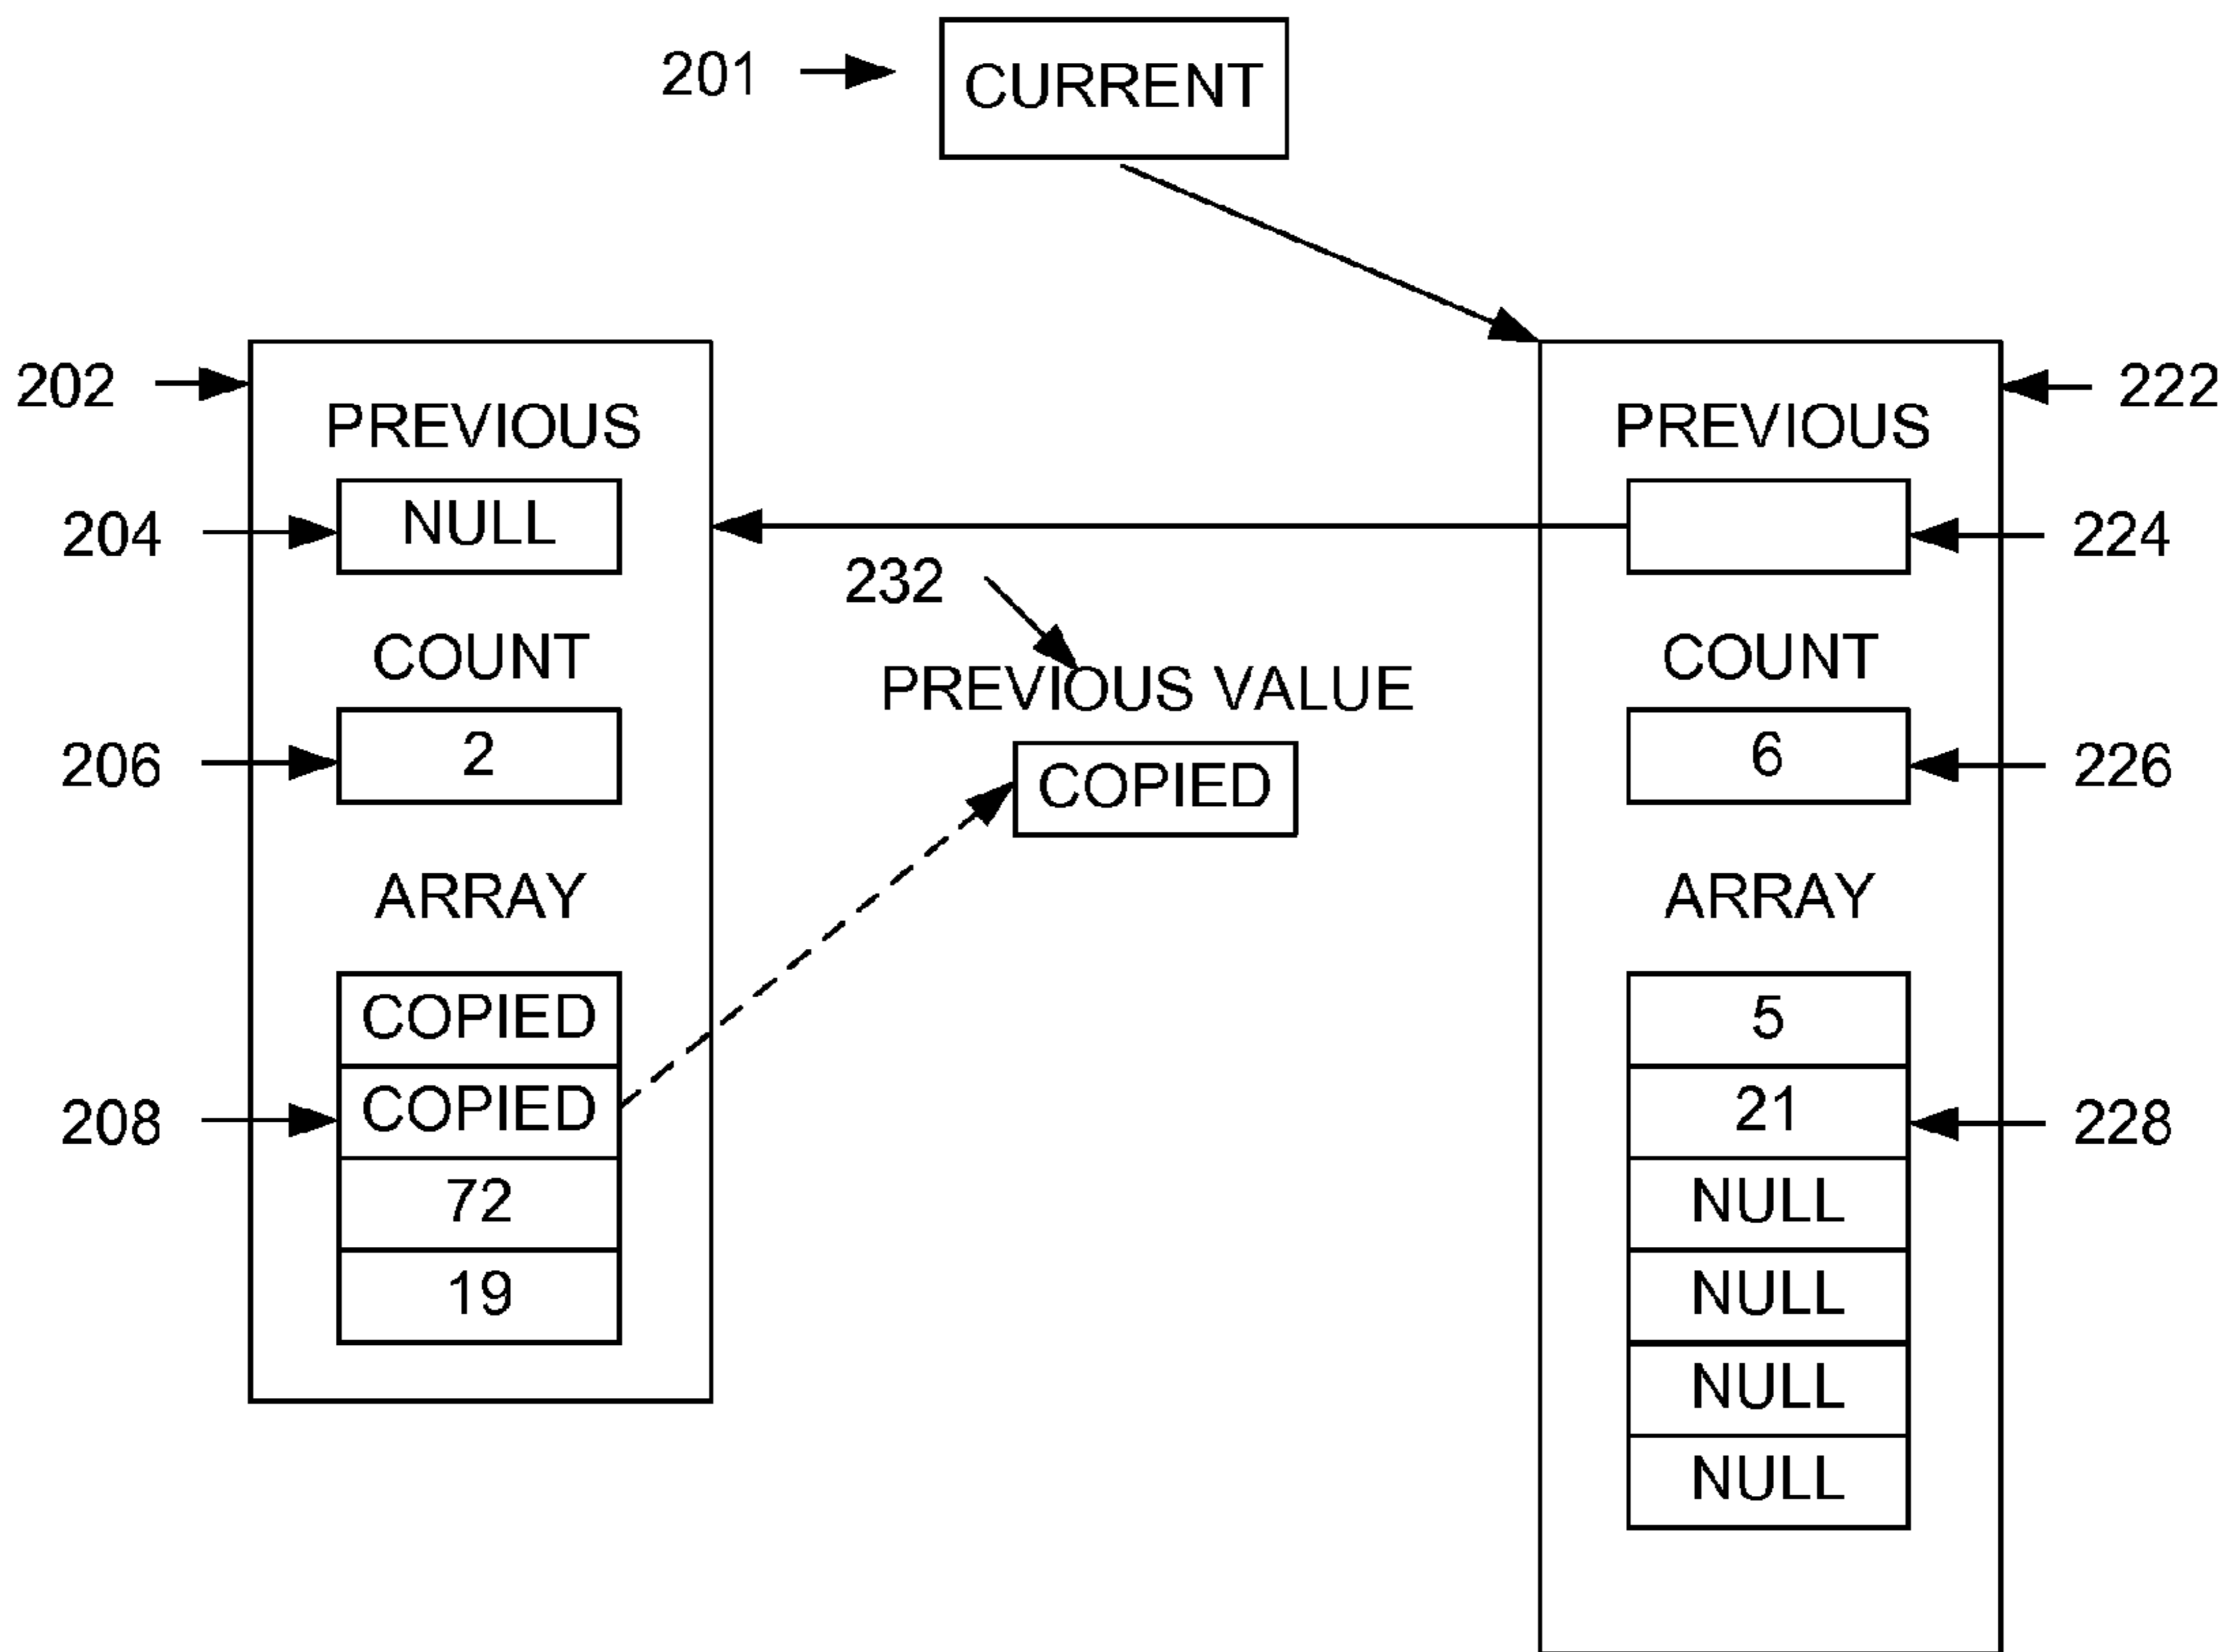 201
CURRENT
202
PREVIOUS
PREVIOUS
222
204
NULL
224
232
COUNT
COUNT
PREVIOUS VALUE
206
2
COPIED
6
226
ARRAY
ARRAY
COPIED
5
208
COPIED
21
228
72
NULL
19
NULL
NULL
NULL